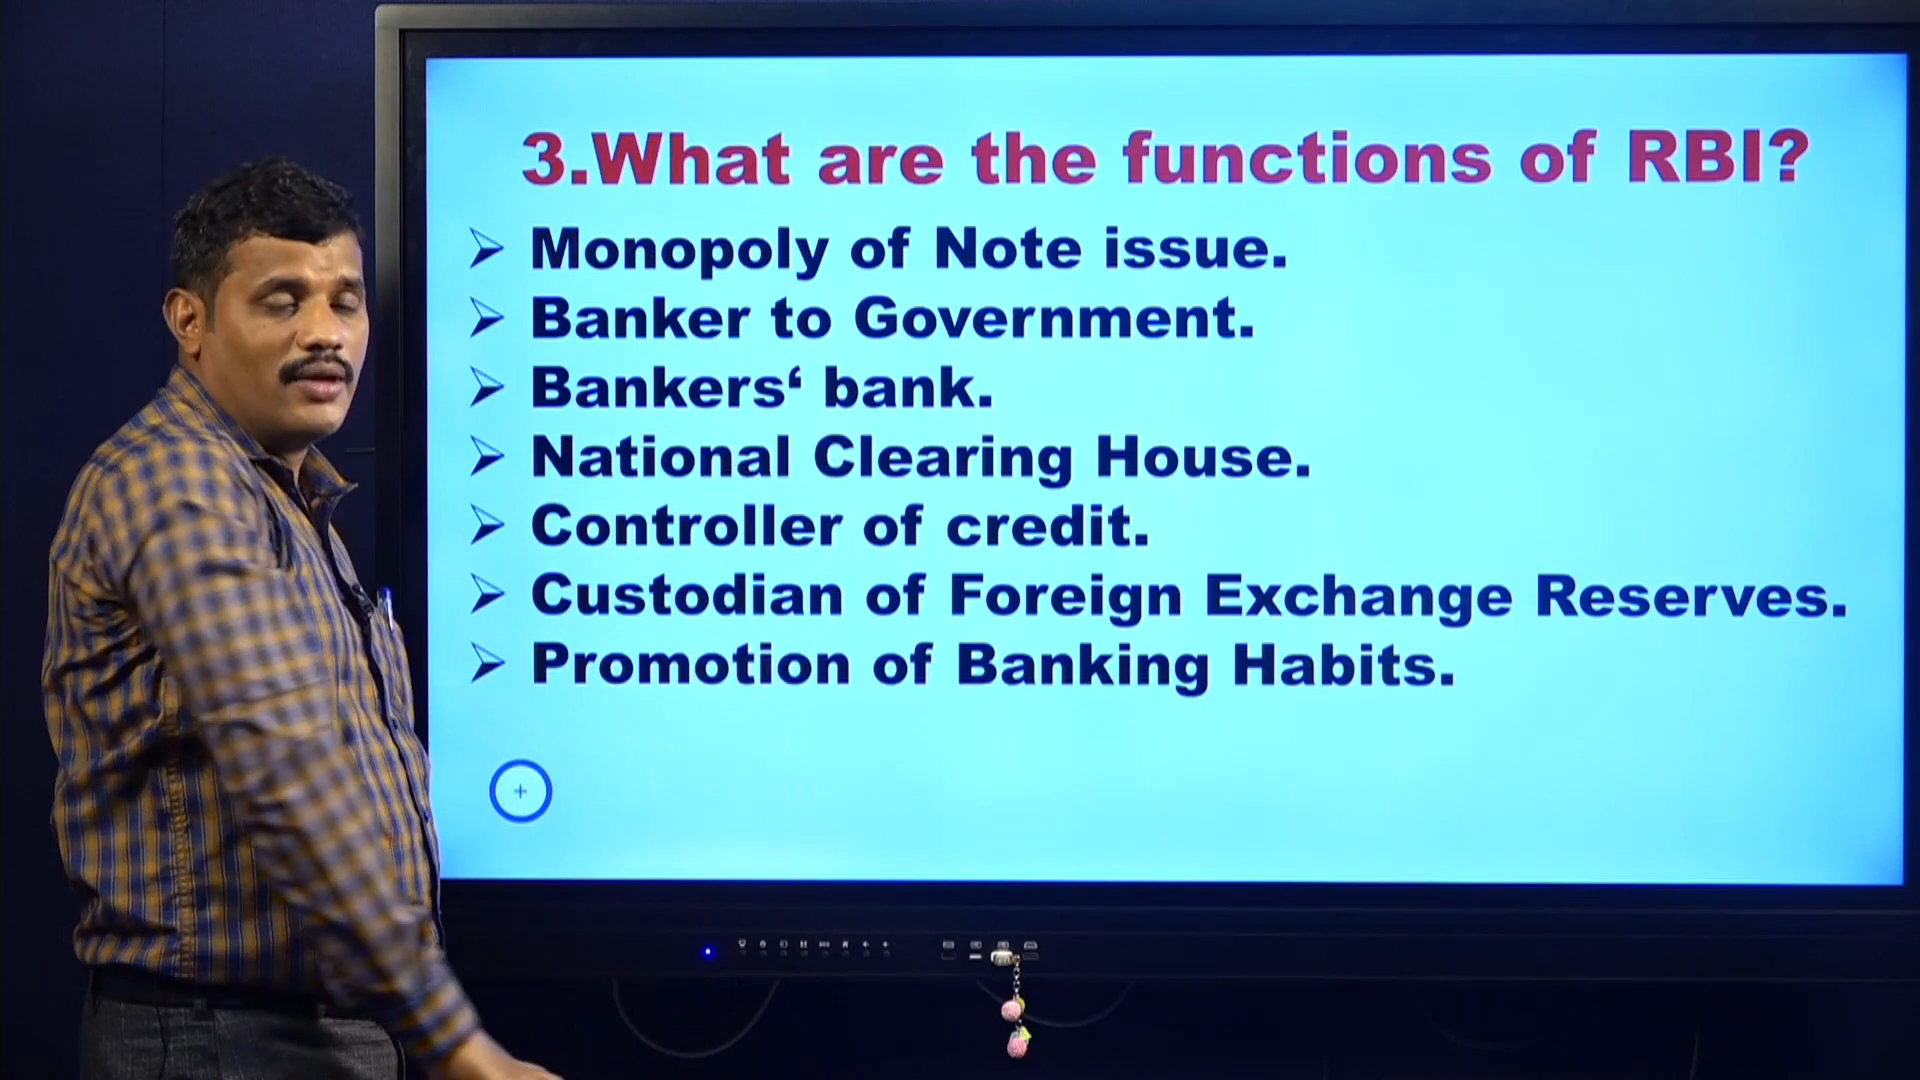 3.What are the functions of RBI?
➢ Monopoly of Note issue.
➢ Banker to Government.
➢ Bankers‘ bank.
➢ National Clearing House.
➢ Controller of credit.
➢ Custodian of Foreign Exchange Reserves.
➢ Promotion of Banking Habits.